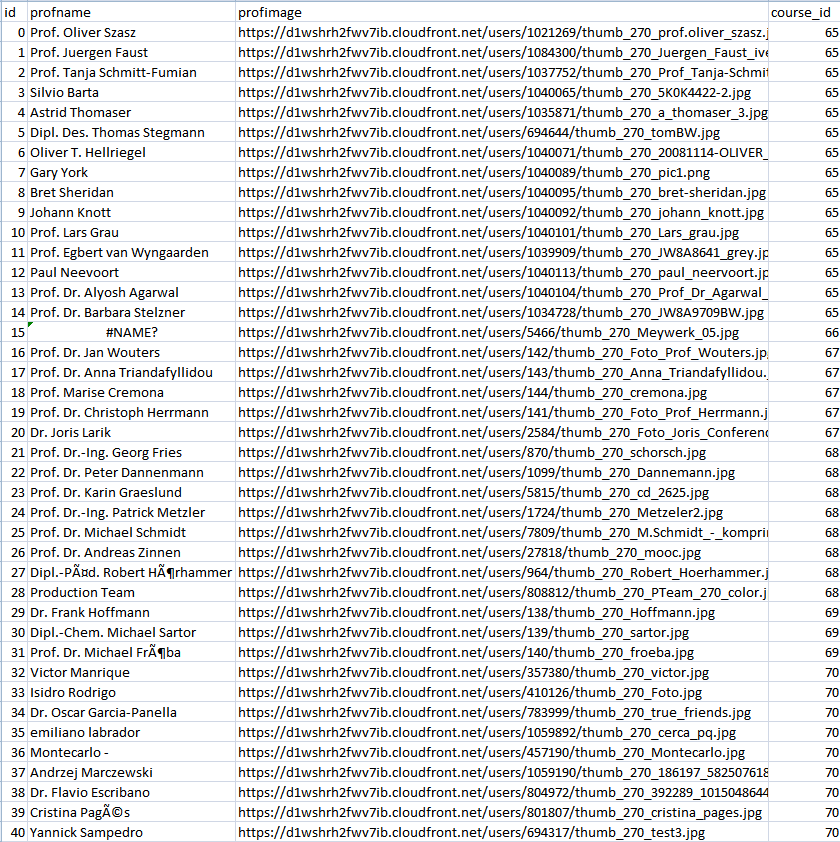 id profname profimage course_id
0 Prof. Oliver Szasz https://d1wshrh2fwv7ib.cloudfront.net/users/1021269/thumb_270_prof.oliver_szasz.j 65
1 Prof. Juergen Faust https://d1wshrh2fwv7ib.cloudfront.net/users/1084300/thumb_270_Juergen_Faust_ive 65
2 Prof. Tanja Schmitt-Fumian https://d1wshrh2fwv7ib.cloudfront.net/users/1037752/thumb_270_Prof_Tanja-Schmit 65
3 Silvio Barta https://d1wshrh2fwv7ib.cloudfront.net/users/1040065/thumb_270_5K0K4422-2.jpg 65
4 Astrid Thomaser https://d1wshrh2fwv7ib.cloudfront.net/users/1035871/thumb_270_a_thomaser_3.jpg 65
5 Dipl. Des. Thomas Stegmann https://d1wshrh2fwv7ib.cloudfront.net/users/694644/thumb_270_tomBW.jpg 65
6 Oliver T. Hellriegel https://d1wshrh2fwv7ib.cloudfront.net/users/1040071/thumb_270_20081114-OLIVER_ 65
7 Gary York https://d1wshrh2fwv7ib.cloudfront.net/users/1040089/thumb_270_pic1.png 65
8 Bret Sheridan https://d1wshrh2fwv7ib.cloudfront.net/users/1040095/thumb_270_bret-sheridan.jpg 65
9 Johann Knott https://d1wshrh2fwv7ib.cloudfront.net/users/1040092/thumb_270_johann_knott.jpg 65
10 Prof. Lars Grau https://d1wshrh2fwv7ib.cloudfront.net/users/1040101/thumb_270_Lars_grau.jpg 65
11 Prof. Egbert van Wyngaarden https://d1wshrh2fwv7ib.cloudfront.net/users/1039909/thumb_270_JW8A8641_grey.jp 65
12 Paul Neevoort https://d1wshrh2fwv7ib.cloudfront.net/users/1040113/thumb_270_paul_neervoort.jp 65
13 Prof. Dr. Alyosh Agarwal https://d1wshrh2fwv7ib.cloudfront.net/users/1040104/thumb_270_Prof_Dr_Agarwal_ 65
14 Prof. Dr. Barbara Stelzner https://d1wshrh2fwv7ib.cloudfront.net/users/1034728/thumb_270_JW8A9709BW.jpg 65
15 #NAME? https://d1wshrh2fwv7ib.cloudfront.net/users/5466/thumb_270_Meywerk_05.jpg 66
16 Prof. Dr. Jan Wouters https://d1wshrh2fwv7ib.cloudfront.net/users/142/thumb_270_Foto_Prof_Wouters.jp 67
17 Prof. Dr. Anna Triandafyllidou https://d1wshrh2fwv7ib.cloudfront.net/users/143/thumb_270_Anna_Triandafyllidou. 67
18 Prof. Marise Cremona https://d1wshrh2fwv7ib.cloudfront.net/users/144/thumb_270_cremona.jpg 67
19 Prof. Dr. Christoph Herrmann https://d1wshrh2fwv7ib.cloudfront.net/users/141/thumb_270_Foto_Prof_Herrmann.j 67
20 Dr. Joris Larik https://d1wshrh2fwv7ib.cloudfront.net/users/2584/thumb_270_Foto_Joris_Conferenc 67
21 Prof. Dr.-Ing. Georg Fries https://d1wshrh2fwv7ib.cloudfront.net/users/870/thumb_270_schorsch.jpg 68
22 Prof. Dr. Peter Dannenmann https://d1wshrh2fwv7ib.cloudfront.net/users/1099/thumb_270_Dannemann.jpg 68
23 Prof. Dr. Karin Graeslund https://d1wshrh2fwv7ib.cloudfront.net/users/5815/thumb_270_cd_2625.jpg 68
24 Prof. Dr.-Ing. Patrick Metzler https://d1wshrh2fwv7ib.cloudfront.net/users/1724/thumb_270_Metzeler2.jpg 68
25 Prof. Dr. Michael Schmidt https://d1wshrh2fwv7ib.cloudfront.net/users/7809/thumb_270_M.Schmidt_-_komprir 68
26 Prof. Dr. Andreas Zinnen https://d1wshrh2fwv7ib.cloudfront.net/users/27818/thumb_270_mooc.jpg 68
27 Dipl.-PÃ¤d. Robert HÃ¶rhammer https://d1wshrh2fwv7ib.cloudfront.net/users/964/thumb_270_Robert_Hoerhammer.j 68
28 Production Team https://d1wshrh2fwv7ib.cloudfront.net/users/808812/thumb_270_PTeam_270_color.j 68
29 Dr. Frank Hoffmann https://d1wshrh2fwv7ib.cloudfront.net/users/138/thumb_270_Hoffmann.jpg 69
30 Dipl.-Chem. Michael Sartor https://d1wshrh2fwv7ib.cloudfront.net/users/139/thumb_270_sartor.jpg 69
31 Prof. Dr. Michael FrÃ¶ba https://d1wshrh2fwv7ib.cloudfront.net/users/140/thumb_270_froeba.jpg 69
32 Victor Manrique https://d1wshrh2fwv7ib.cloudfront.net/users/357380/thumb_270_victor.jpg 70
33 Isidro Rodrigo https://d1wshrh2fwv7ib.cloudfront.net/users/410126/thumb_270_Foto.jpg 70
34 Dr. Oscar Garcia-Panella https://d1wshrh2fwv7ib.cloudfront.net/users/783999/thumb_270_true_friends.jpg 70
35 emiliano labrador https://d1wshrh2fwv7ib.cloudfront.net/users/1059892/thumb_270_cerca_pq.jpg 70
36 Montecarlo - https://d1wshrh2fwv7ib.cloudfront.net/users/457190/thumb_270_Montecarlo.jpg 70
37 Andrzej Marczewski https://d1wshrh2fwv7ib.cloudfront.net/users/1059190/thumb_270_186197_582507618 70
38 Dr. Flavio Escribano https://d1wshrh2fwv7ib.cloudfront.net/users/804972/thumb_270_392289_1015048644 70
39 Cristina PagÃ©s https://d1wshrh2fwv7ib.cloudfront.net/users/801807/thumb_270_cristina_pages.jpg 70
40 Yannick Sampedro https://d1wshrh2fwv7ib.cloudfront.net/users/694317/thumb_270_test3.jpg 70